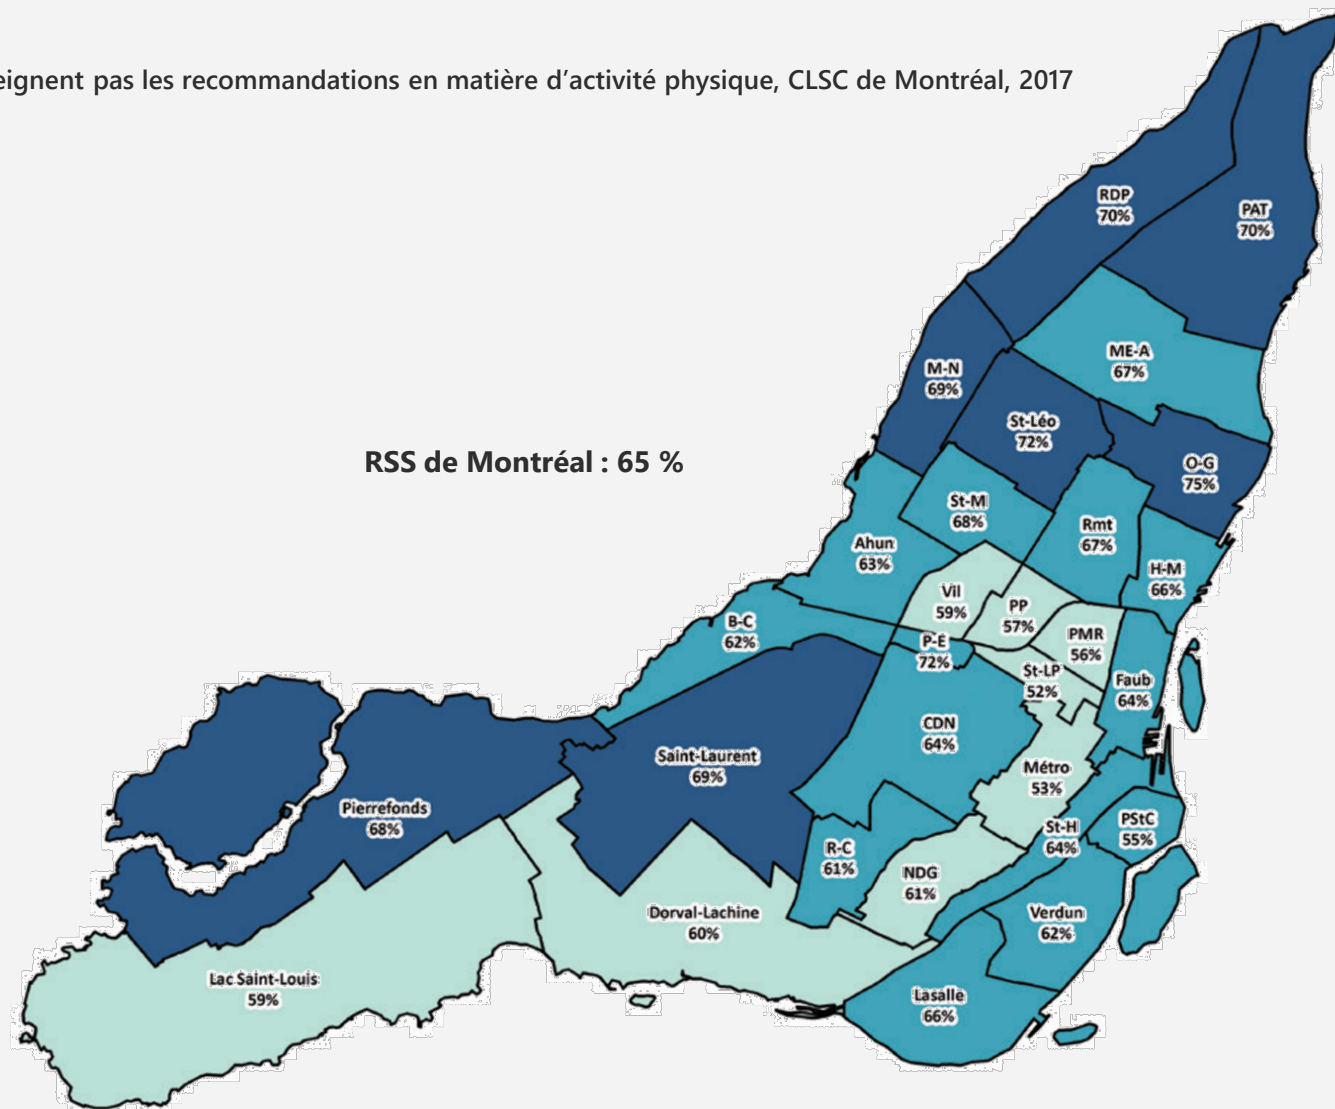 eignent pas les recommandations en matière d'activité physique, CLSC de Montréal, 2017
RDP
70%
PAT
70%
ME-A
67%
M-N
69%
St-Léo
72%
RSS de Montréal : 65 %
O-G
75%
St-M
68%
Rmt
67%
Ahun
63%
H-M
66%
Vil
59%
PP
57%
B-C
62%
P-E
72%
PMR
56%
St-LP
52%
Faub
64%
CDN
64%
Saint-Laurent
69%
Métro
53%
Pierrefonds
68%
PStC
55%
St-H
64%
R-C
61%
NDG
61%
Dorval-Lachine
60%
Verdun
62%
Lac Saint-Louis
59%
Lasalle
66%